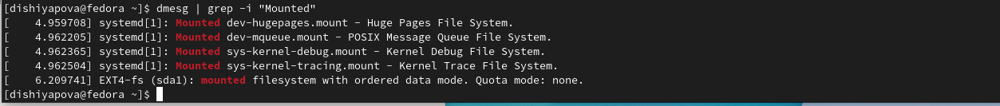 [dishiyapova@fedora ~]$ dmesg | grep -i "Mounted"
[    4.959708] systemd[1]: Mounted dev-hugepages.mount - Huge Pages File System.
[    4.962205] systemd[1]: Mounted dev-mqueue.mount - POSIX Message Queue File System.
[    4.962365] systemd[1]: Mounted sys-kernel-debug.mount - Kernel Debug File System.
[    4.962504] systemd[1]: Mounted sys-kernel-tracing.mount - Kernel Trace File System.
[    6.209741] EXT4-fs (sda1): mounted filesystem with ordered data mode. Quota mode: none.
[dishiyapova@fedora ~]$